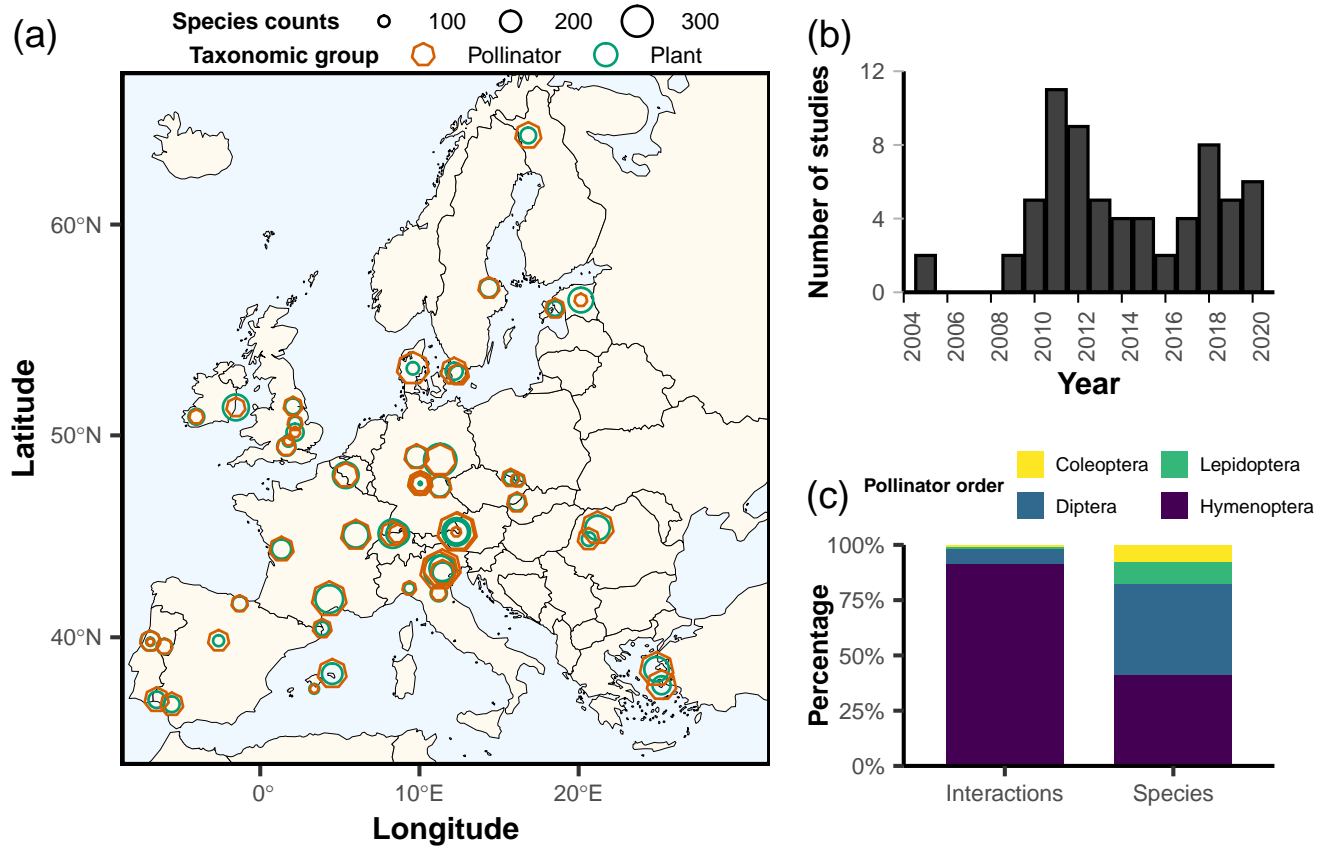 (a)
Species counts 100 200 300
Taxonomic group Pollinator Plant
60°N
50°N
40°N
Latitude
0° 10°E 20°E
Longitude
(b)
12
8
4
0
Number of studies
2004 2006 2008 2010 2012 2014 2016 2018 2020
Year
(c)
Pollinator order
Coleoptera Lepidoptera
Diptera Hymenoptera
100%
75%
50%
25%
0%
Percentage
Interactions Species